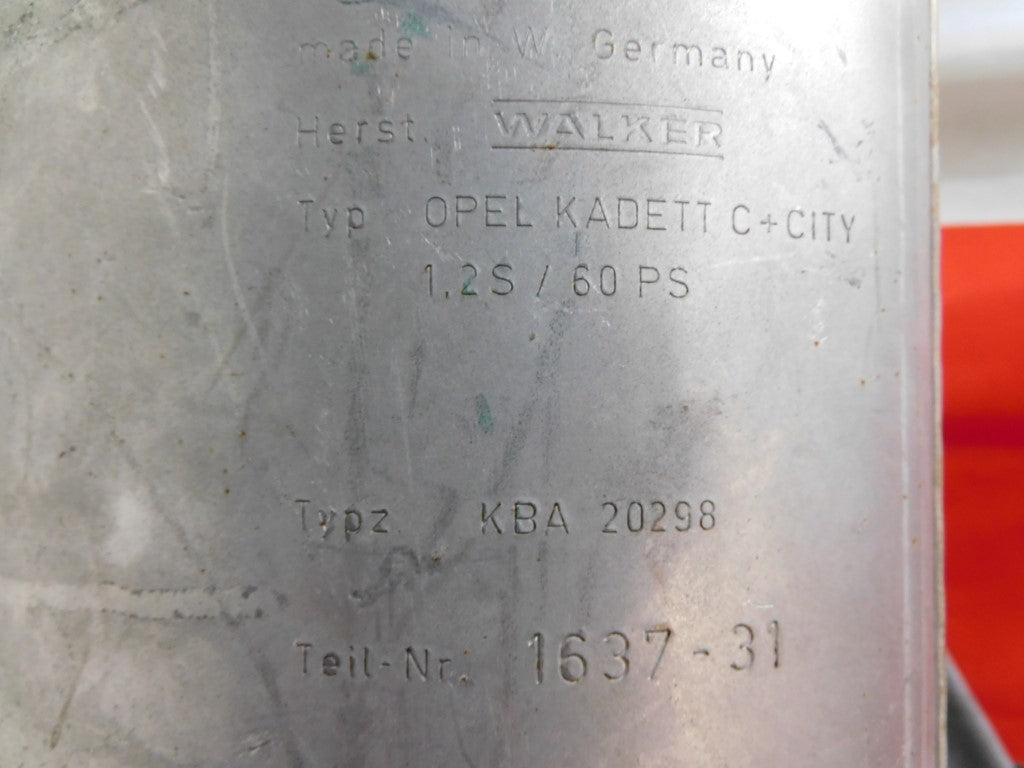 made in W. Germany
Herst. WALKER
Typ OPEL KADETT C+CITY
1.2S / 60 PS
Typz. KBA 20298
Teil-Nr. 1637-31